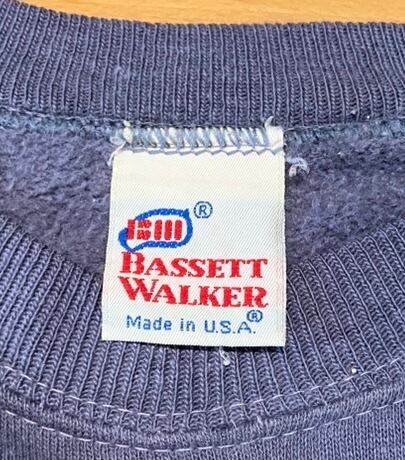 BW ®
BASSETT
WALKER ®
Made in U.S.A.